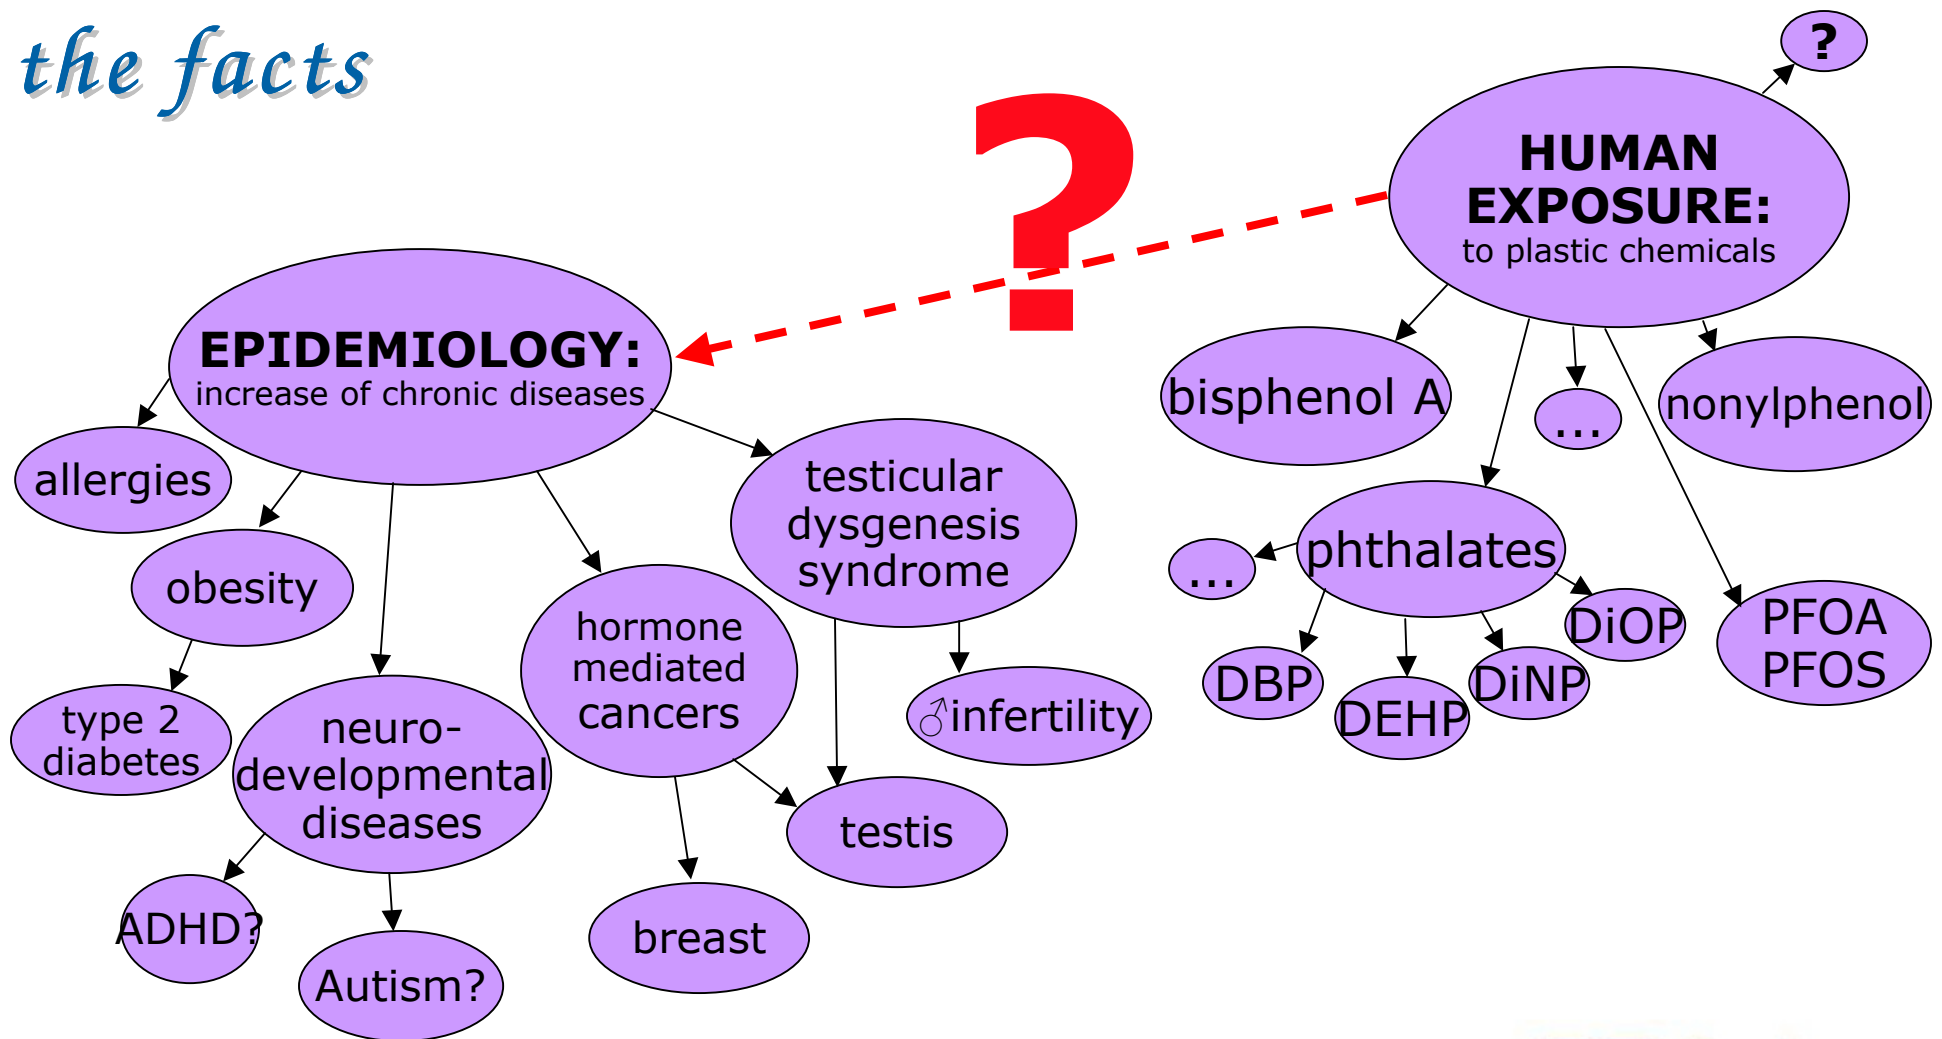 the facts
?
?
HUMAN
EXPOSURE:
to plastic chemicals
EPIDEMIOLOGY:
increase of chronic diseases
allergies
obesity
type 2
diabetes
neuro-
developmental
diseases
ADHD?
Autism?
hormone
mediated
cancers
breast
testis
testicular
dysgenesis
syndrome
♂infertility
bisphenol A
...
nonylphenol
phthalates
...
DBP
DEHP
DiNP
DiOP
PFOA
PFOS